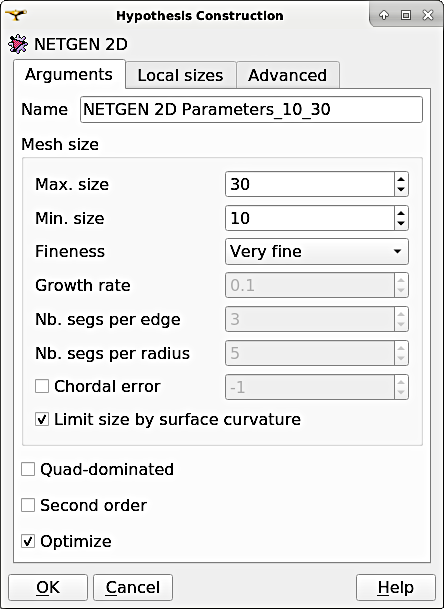 Hypothesis Construction
NETGEN 2D
Arguments Local sizes Advanced
Name NETGEN 2D Parameters_10_30
Mesh size
Max. size 30
Min. size 10
Fineness Very fine
Growth rate 0.1
Nb. segs per edge 3
Nb. segs per radius 5
Chordal error -1
Limit size by surface curvature
Quad-dominated
Second order
Optimize
OK Cancel Help